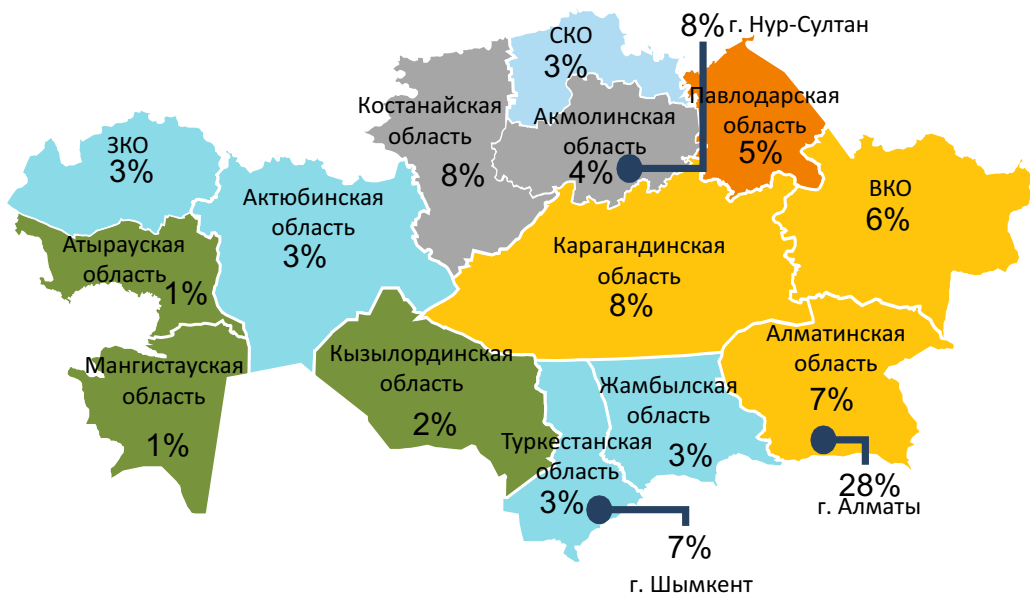 8% г. Нур-Султан
СКО
3%
Костанайская
область
8%
Акмолинская
область
4%
Павлодарская
область
5%
ЗКО
3%
Актюбинская
область
3%
ВКО
6%
Атырауская
область
1%
Карагандинская
область
8%
Мангистауская
область
1%
Кызылординская
область
2%
Алматинская
область
7%
Жамбылская
область
3%
Туркестанская
область
3%
28%
г. Алматы
7%
г. Шымкент